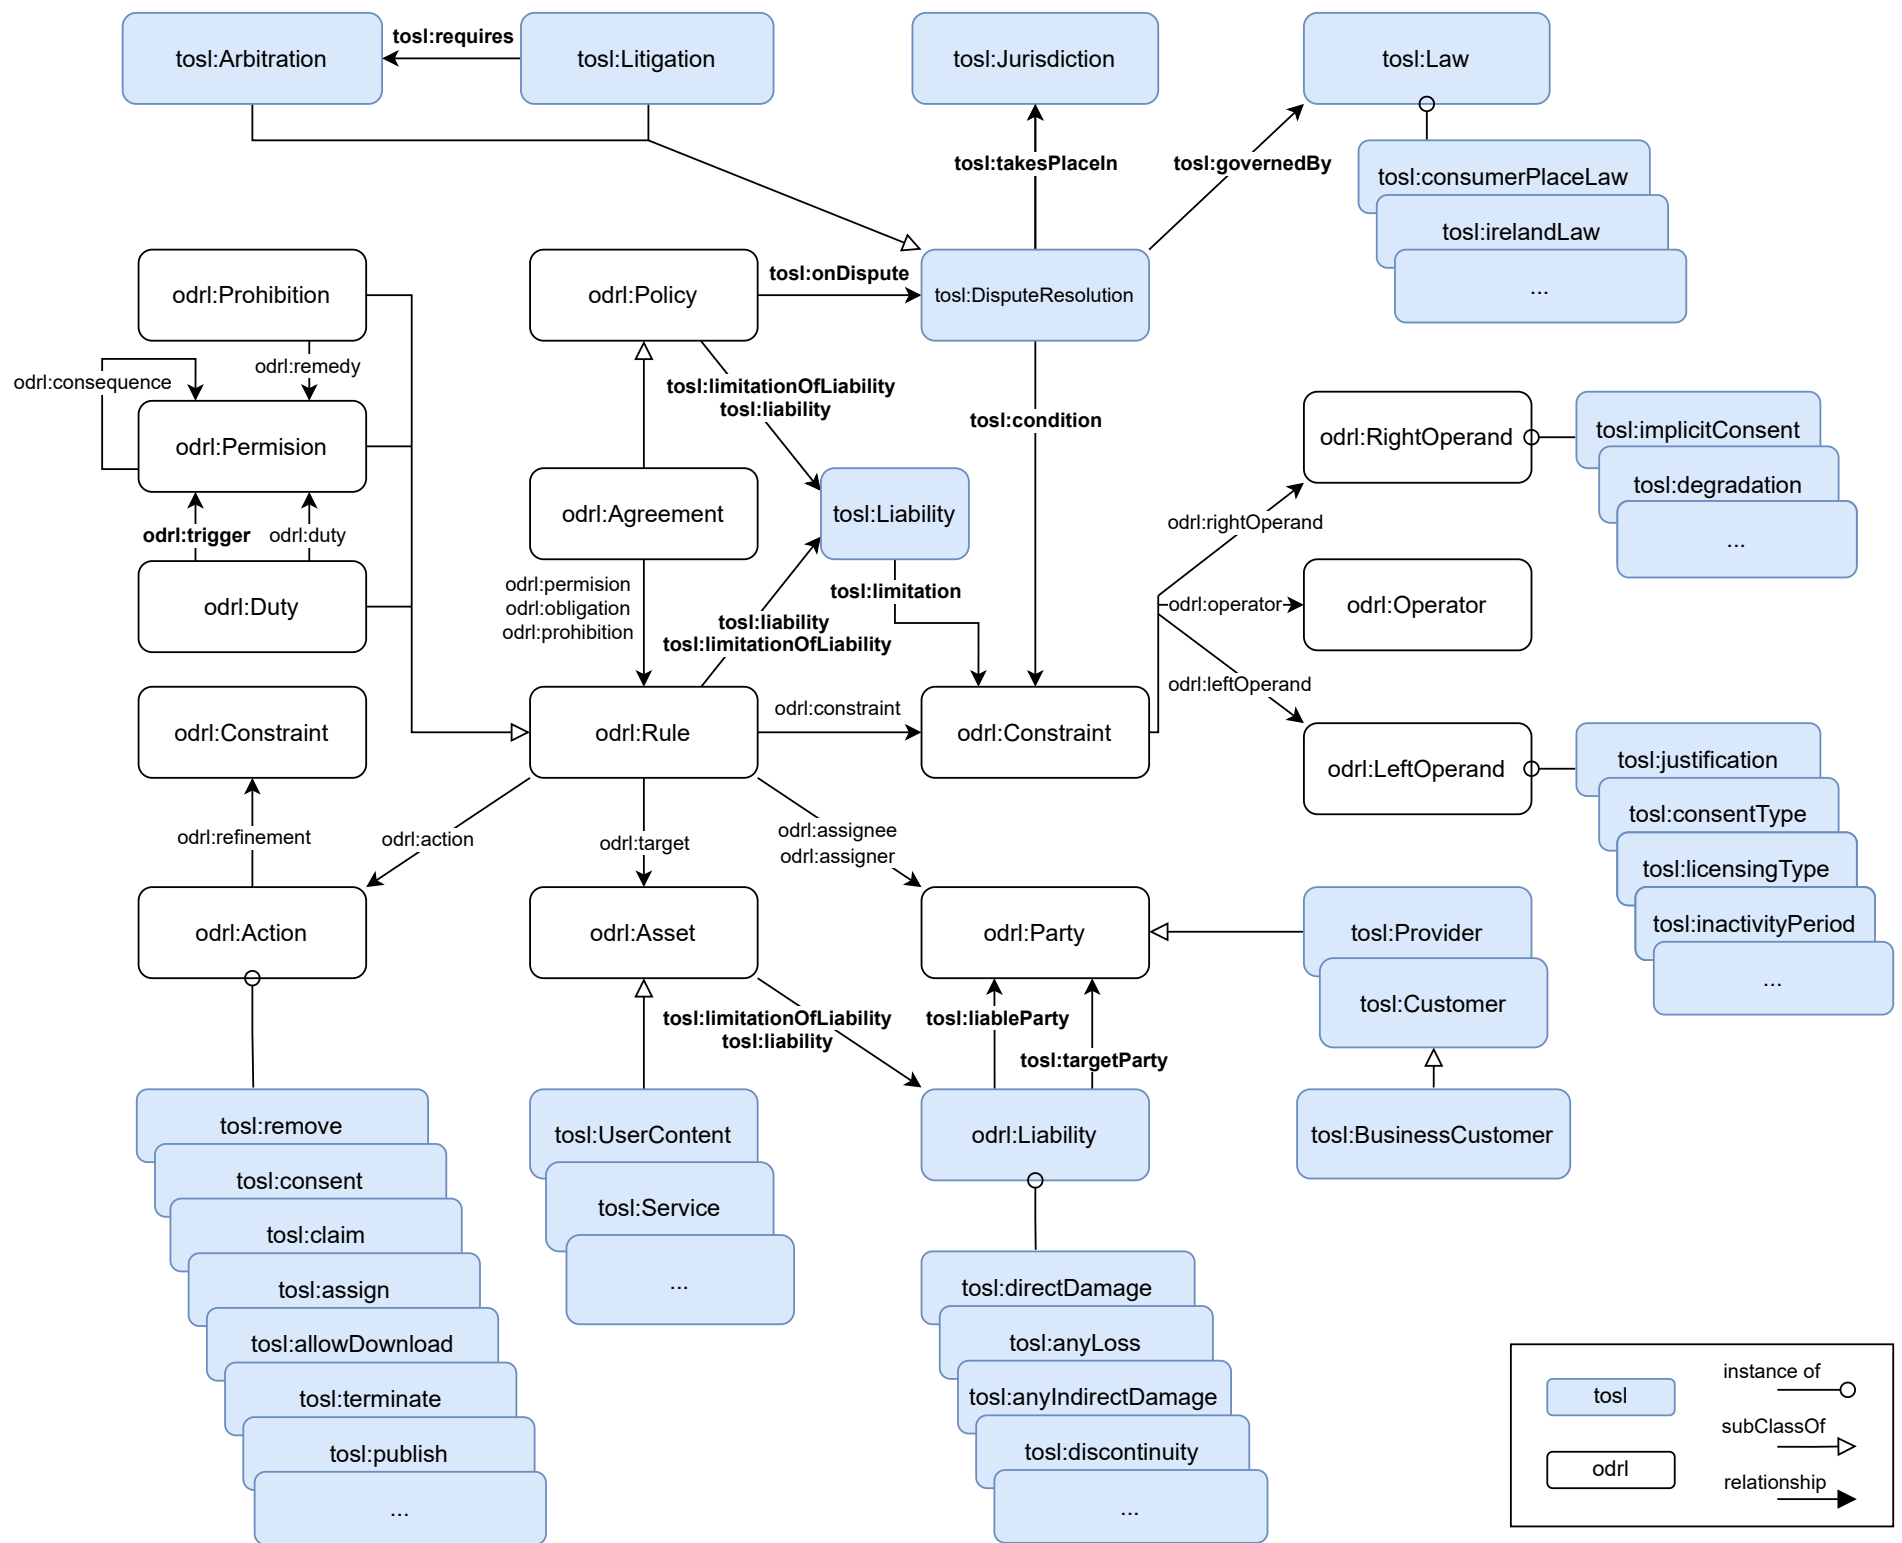 tosl:Arbitration
tosl:requires
tosl:Litigation
tosl:Jurisdiction
tosl:Law
tosl:takesPlaceIn
tosl:governedBy
tosl:consumerPlaceLaw
tosl:irelandLaw
...
odrl:Prohibition
odrl:Policy
tosl:onDispute
tosl:DisputeResolution
odrl:consequence
odrl:remedy
tosl:limitationOfLiability
tosl:liability
tosl:condition
odrl:Permision
odrl:RightOperand
tosl:implicitConsent
tosl:degradation
...
odrl:Agreement
tosl:Liability
odrl:rightOperand
odrl:trigger
odrl:duty
odrl:Duty
odrl:permision
odrl:obligation
odrl:prohibition
tosl:limitation
tosl:liability
tosl:limitationOfLiability
odrl:operator
odrl:Operator
odrl:leftOperand
odrl:Constraint
odrl:Rule
odrl:constraint
odrl:Constraint
odrl:LeftOperand
tosl:justification
tosl:consentType
tosl:licensingType
tosl:inactivityPeriod
...
odrl:refinement
odrl:action
odrl:target
odrl:assignee
odrl:assigner
odrl:Action
odrl:Asset
odrl:Party
tosl:Provider
tosl:Customer
tosl:limitationOfLiability
tosl:liability
tosl:liableParty
tosl:targetParty
tosl:remove
tosl:consent
tosl:claim
tosl:assign
tosl:allowDownload
tosl:terminate
tosl:publish
...
tosl:UserContent
tosl:Service
...
odrl:Liability
tosl:BusinessCustomer
tosl:directDamage
tosl:anyLoss
tosl:anyIndirectDamage
tosl:discontinuity
...
tosl
odrl
instance of
subClassOf
relationship